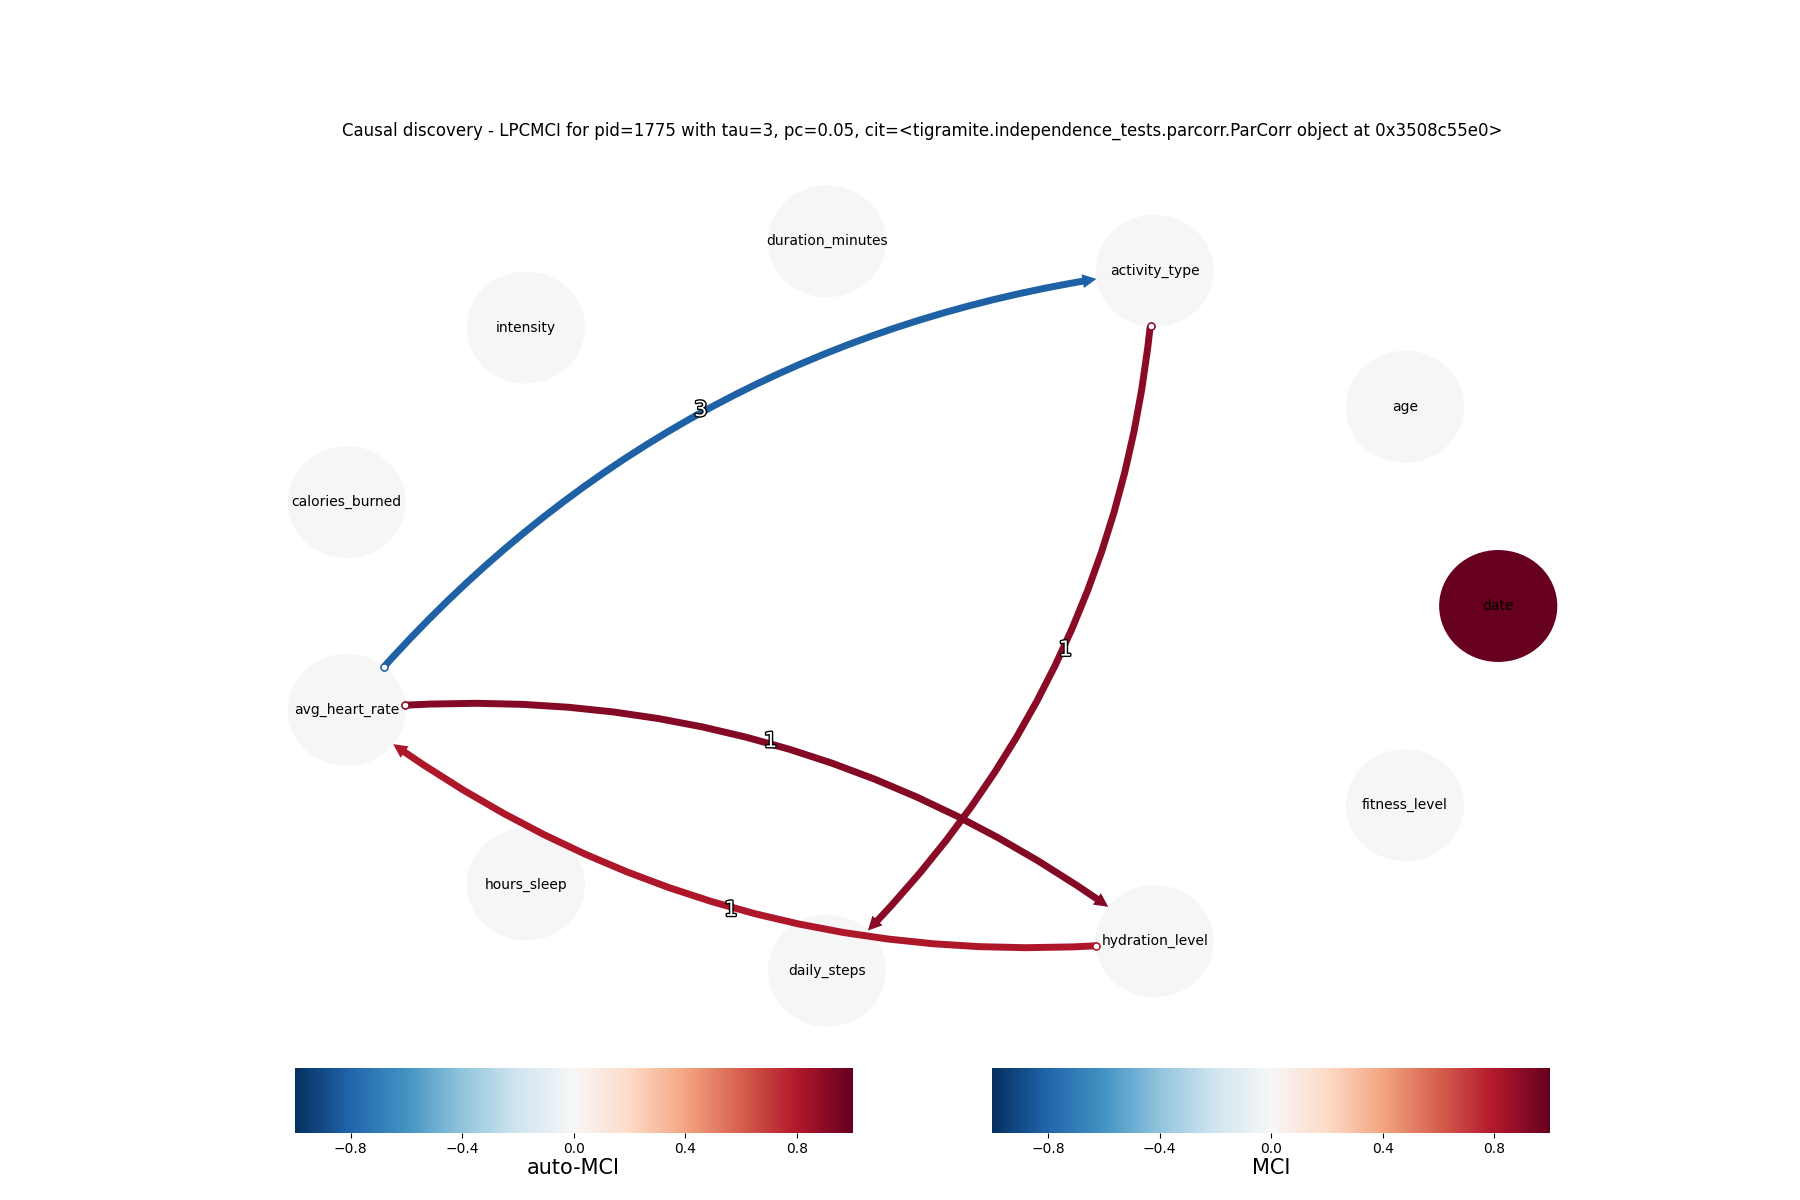 Causal discovery - LPCMCI for pid=1775 with tau=3, pc=0.05, cit=<tigramite.independence_tests.parcorr.ParCorr object at 0x3508c55e0>
duration_minutes
activity_type
intensity
3
age
calories_burned
date
1
avg_heart_rate
1
fitness_level
hours_sleep
1
hydration_level
daily_steps
−0.8 −0.4 0.0 0.4 0.8
auto-MCI
−0.8 −0.4 0.0 0.4 0.8
MCI